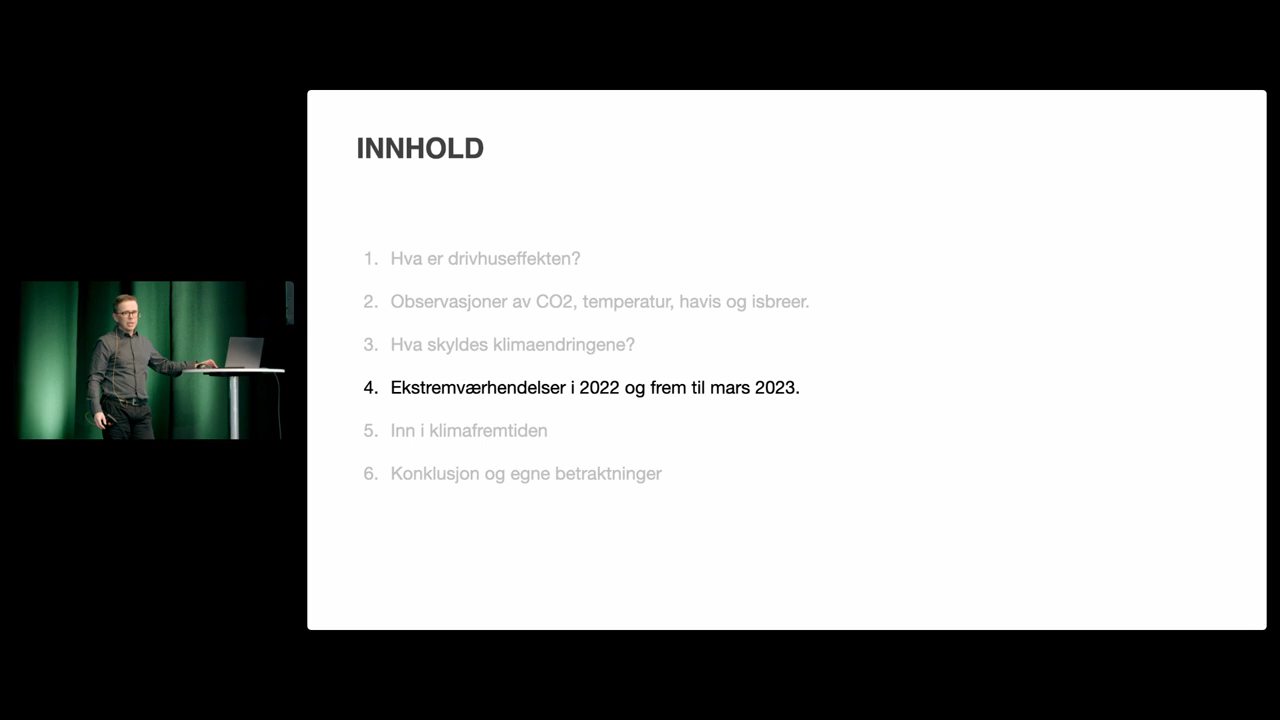 INNHOLD
1. Hva er drivhuseffekten?
2. Observasjoner av CO2, temperatur, havis og isbreer.
3. Hva skyldes klimaendringene?
4. Ekstremværhendelser i 2022 og frem til mars 2023.
5. Inn i klimafremtiden
6. Konklusjon og egne betraktninger